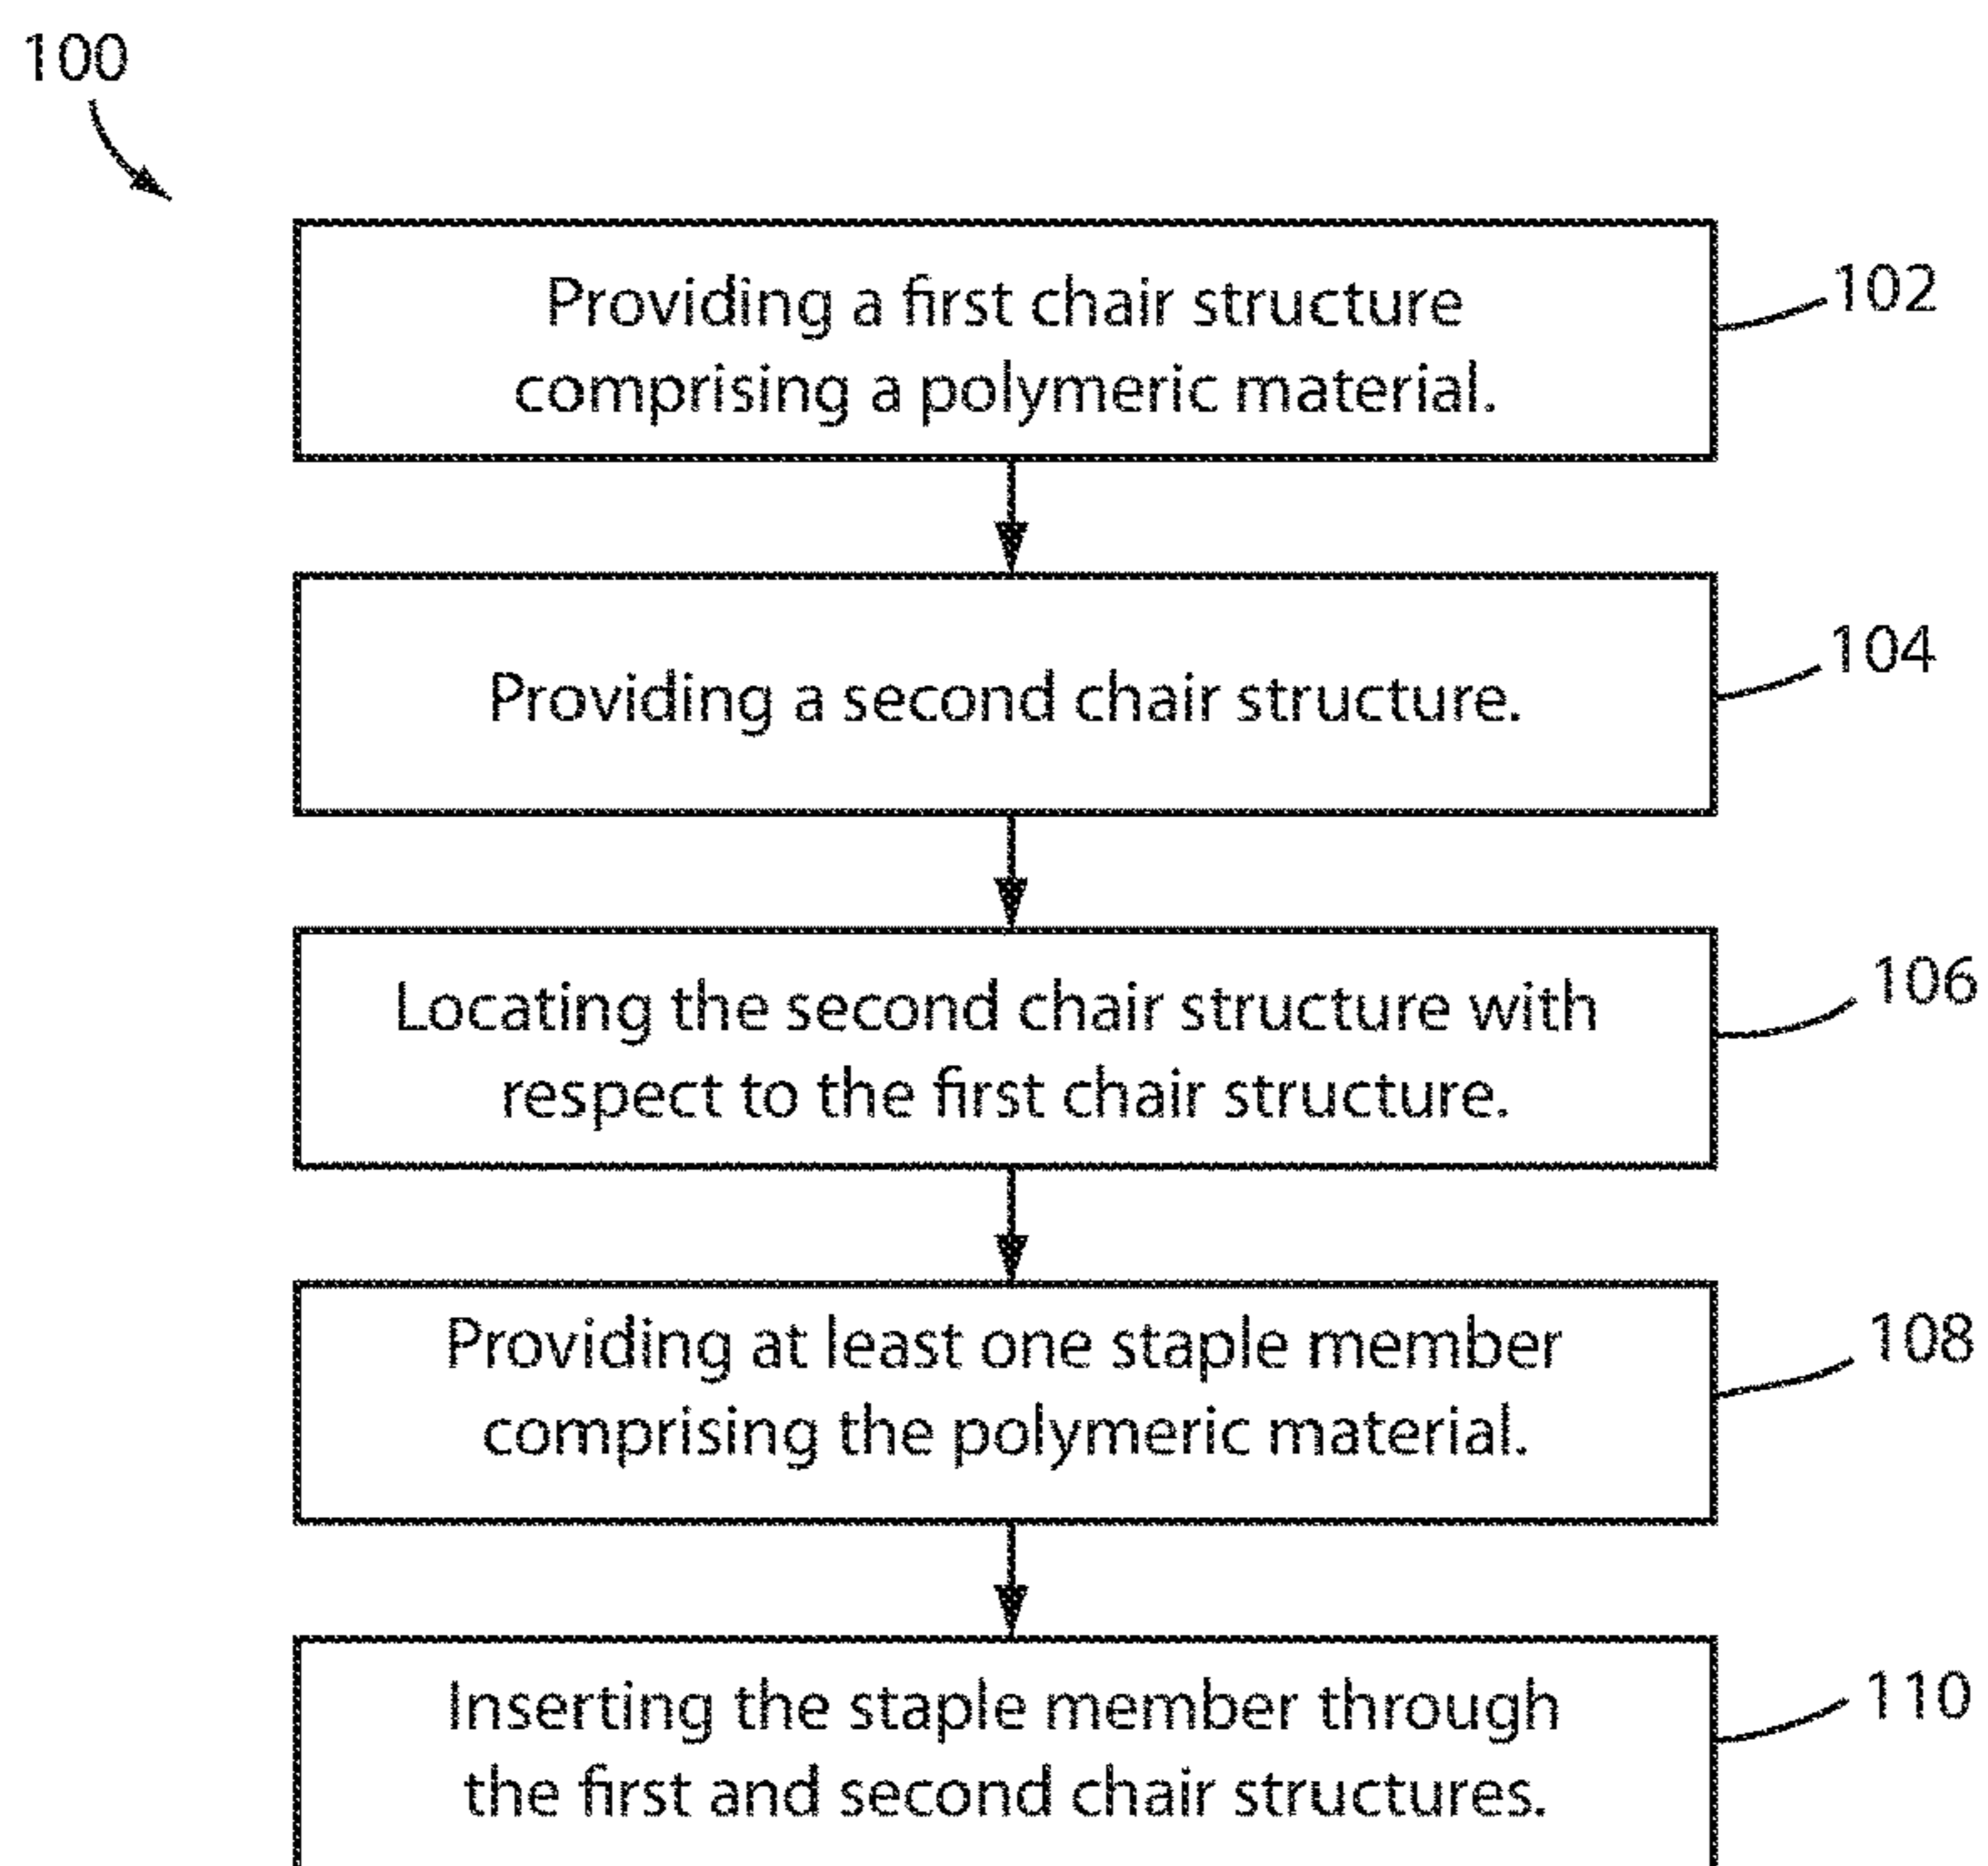 100
Providing a first chair structure
comprising a polymeric material.
102
Providing a second chair structure.
104
Locating the second chair structure with
respect to the first chair structure.
106
Providing at least one staple member
comprising the polymeric material.
108
Inserting the staple member through
the first and second chair structures.
110